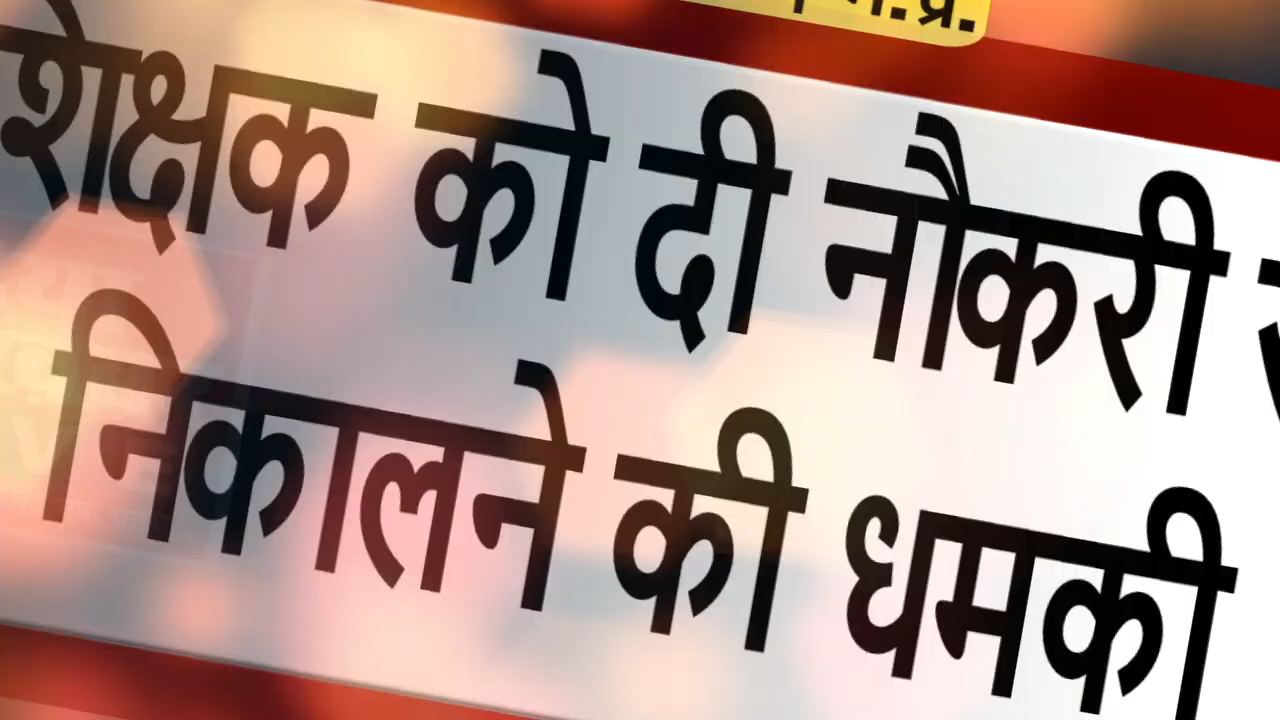 म.प्र.
शिक्षक को दी नौकरी
निकालने की धमकी